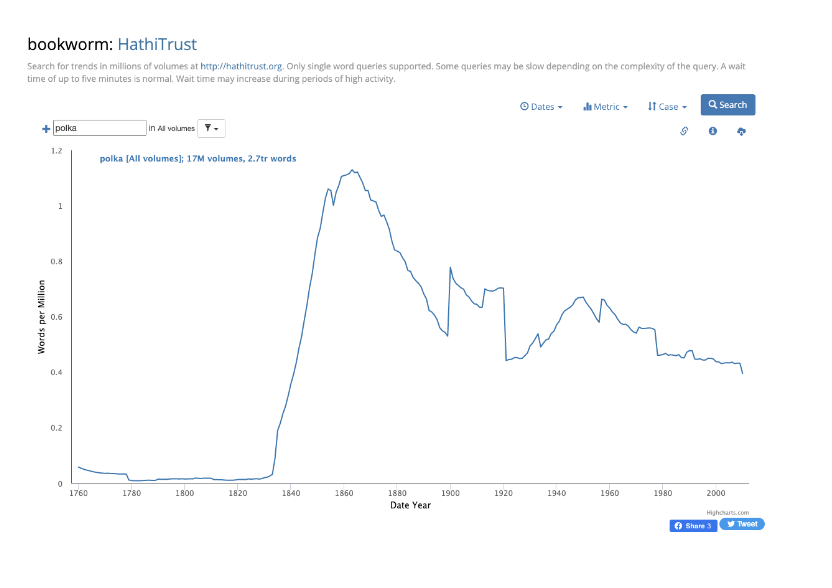 bookworm: HathiTrust
Search for trends in millions of volumes at http://hathitrust.org. Only single word queries supported. Some queries may be slow depending on the complexity of the query. A wait
time of up to five minutes is normal. Wait time may increase during periods of high activity.
Dates Metric Case Search
polka in All volumes
polka [All volumes]; 17M volumes, 2.7tr words
1.2
1
0.8
0.6
0.4
0.2
0
Words per Million
1760 1780 1800 1820 1840 1860 1880 1900 1920 1940 1960 1980 2000
Date Year
Highcharts.com
Share 3 Tweet